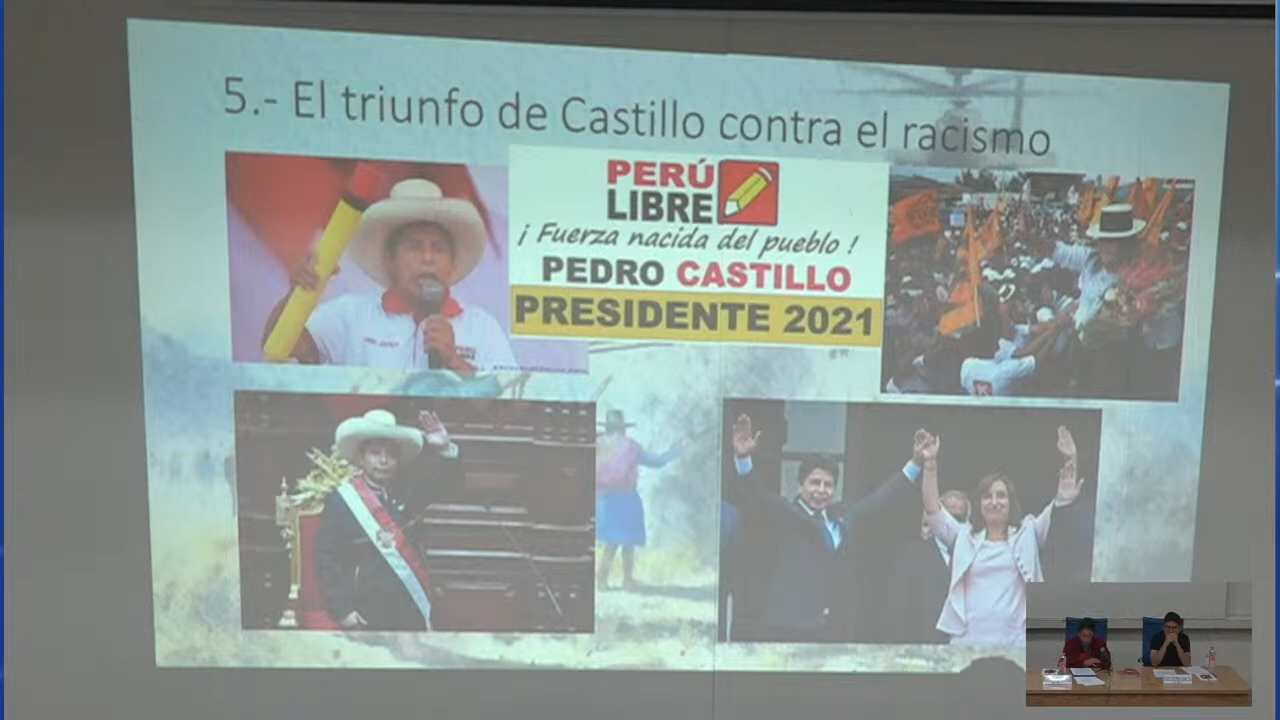 5.- El triunfo de Castillo contra el racismo
PERÚ
LIBRE
¡ Fuerza nacida del pueblo !
PEDRO CASTILLO
PRESIDENTE 2021